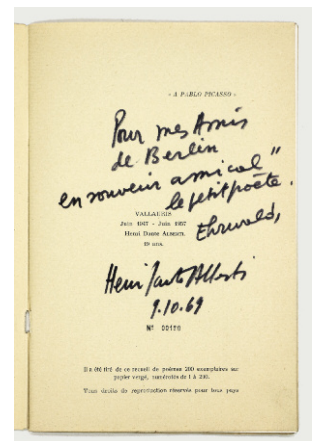 - A PABLO PICASSO -
Pour mes Amis
de Berlin
en souvenir amical"
le petit poète.
VALLAURIS
Juin 1947 - Juin 1957
Henri Dante ALBERTI.
Ehrwald,
Henri Dante Alberti
9.10.69
N° 00198
Il a été tiré de ce recueil de poèmes 200 exemplaires sur
papier vergé, numérotés de 1 à 200.
Tous droits de reproduction réservés pour tous pays